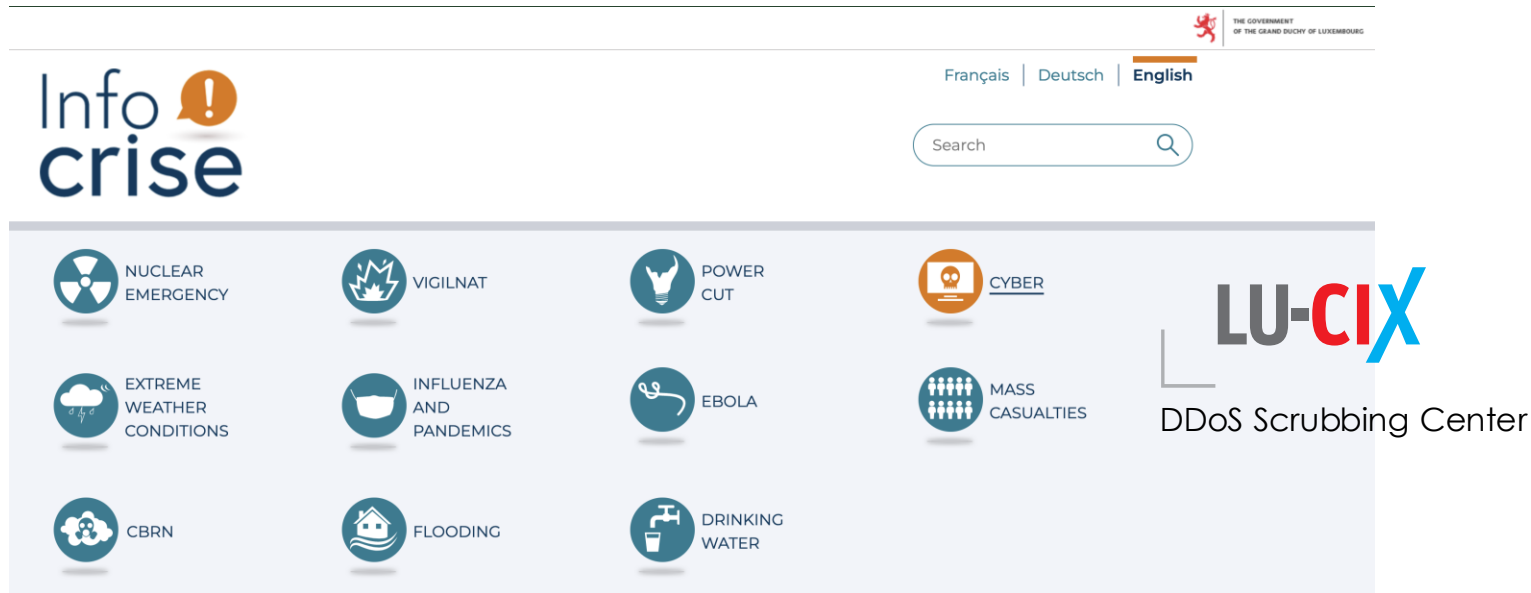 THE GOVERNMENT
OF THE GRAND DUCHY OF LUXEMBOURG
Français
Deutsch
English
Info
crise
Search
NUCLEAR
EMERGENCY
VIGILNAT
POWER
CUT
CYBER
LU-CIX
DDoS Scrubbing Center
EXTREME
WEATHER
CONDITIONS
INFLUENZA
AND
PANDEMICS
EBOLA
MASS
CASUALTIES
CBRN
FLOODING
DRINKING
WATER